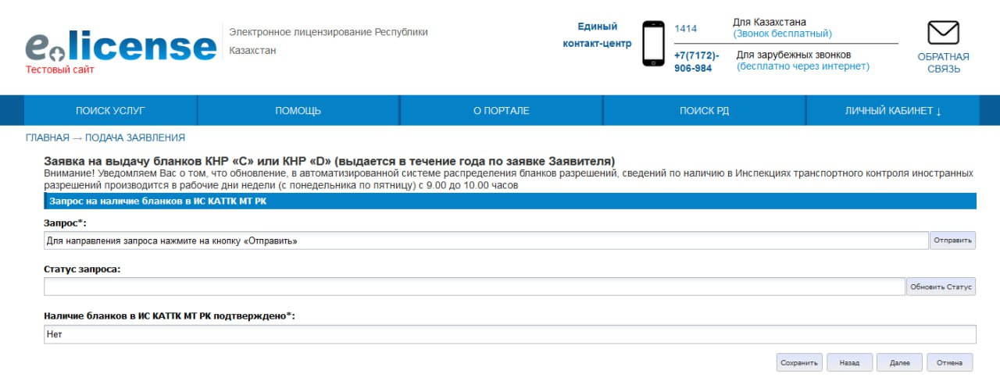 e.license
Тестовый сайт
Электронное лицензирование Республики
Казахстан
Единый
контакт-центр
1414
Для Казахстана
(Звонок бесплатный)
+7(7172)-
906-984
Для зарубежных звонков
(бесплатно через интернет)
ОБРАТНАЯ
СВЯЗЬ
ПОИСК УСЛУГ
ПОМОЩЬ
О ПОРТАЛЕ
ПОИСК РД
ЛИЧНЫЙ КАБИНЕТ ↓
ГЛАВНАЯ → ПОДАЧА ЗАЯВЛЕНИЯ
Заявка на выдачу бланков КНР «C» или КНР «D» (выдается в течение года по заявке Заявителя)
Внимание! Уведомляем Вас о том, что обновление, в автоматизированной системе распределения бланков разрешений, сведений по наличию в Инспекциях транспортного контроля иностранных
разрешений производится в рабочие дни недели (с понедельника по пятницу) с 9.00 до 10.00 часов
Запрос на наличие бланков в ИС КАТТК МТ РК
Запрос*:
Для направления запроса нажмите на кнопку «Отправить»
Отправить
Статус запроса:
Обновить Статус
Наличие бланков в ИС КАТТК МТ РК подтверждено*:
Нет
Сохранить
Назад
Далее
Отмена